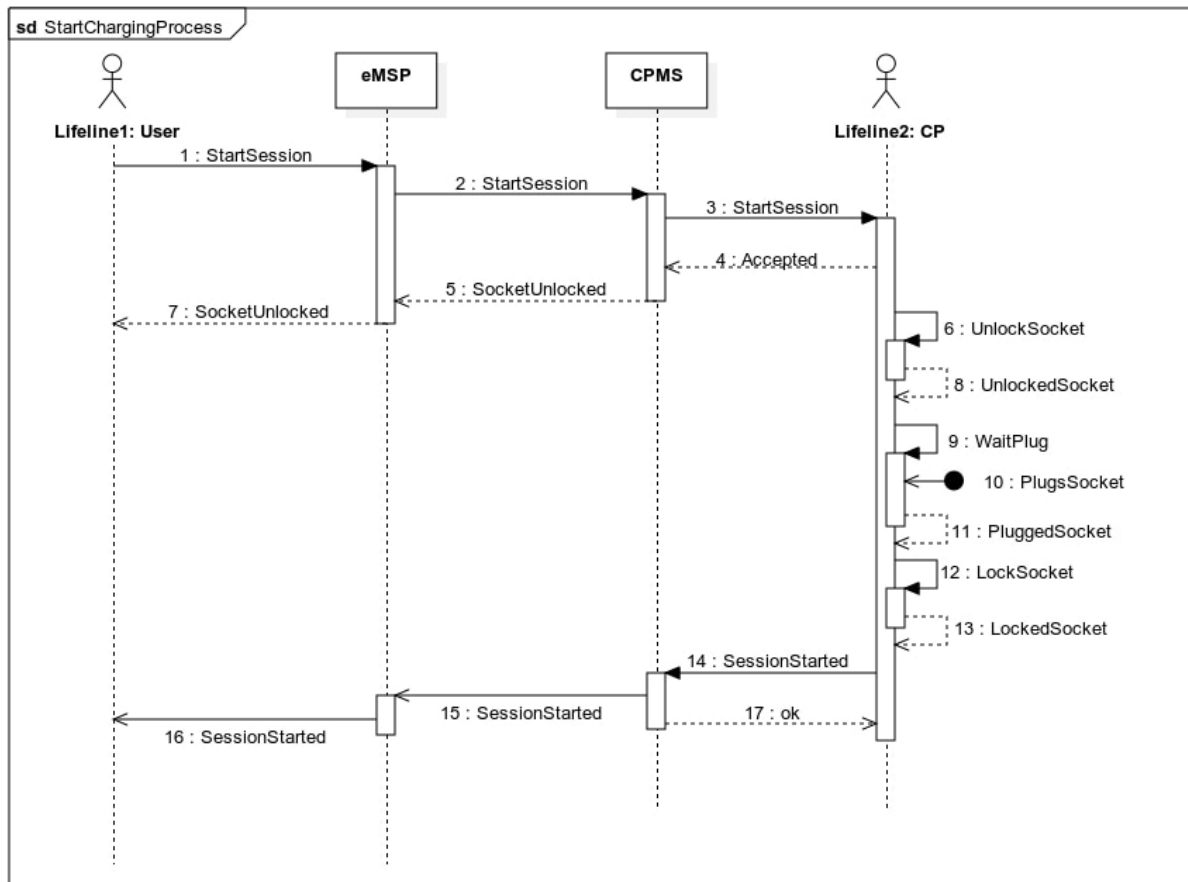 sd StartChargingProcess
eMSP
CPMS
Lifeline1: User
Lifeline2: CP
1 : StartSession
2 : StartSession
3 : StartSession
4 : Accepted
5 : SocketUnlocked
7 : SocketUnlocked
6 : UnlockSocket
8 : UnlockedSocket
9 : WaitPlug
10 : PlugsSocket
11 : PluggedSocket
12 : LockSocket
13 : LockedSocket
14 : SessionStarted
15 : SessionStarted
17 : ok
16 : SessionStarted